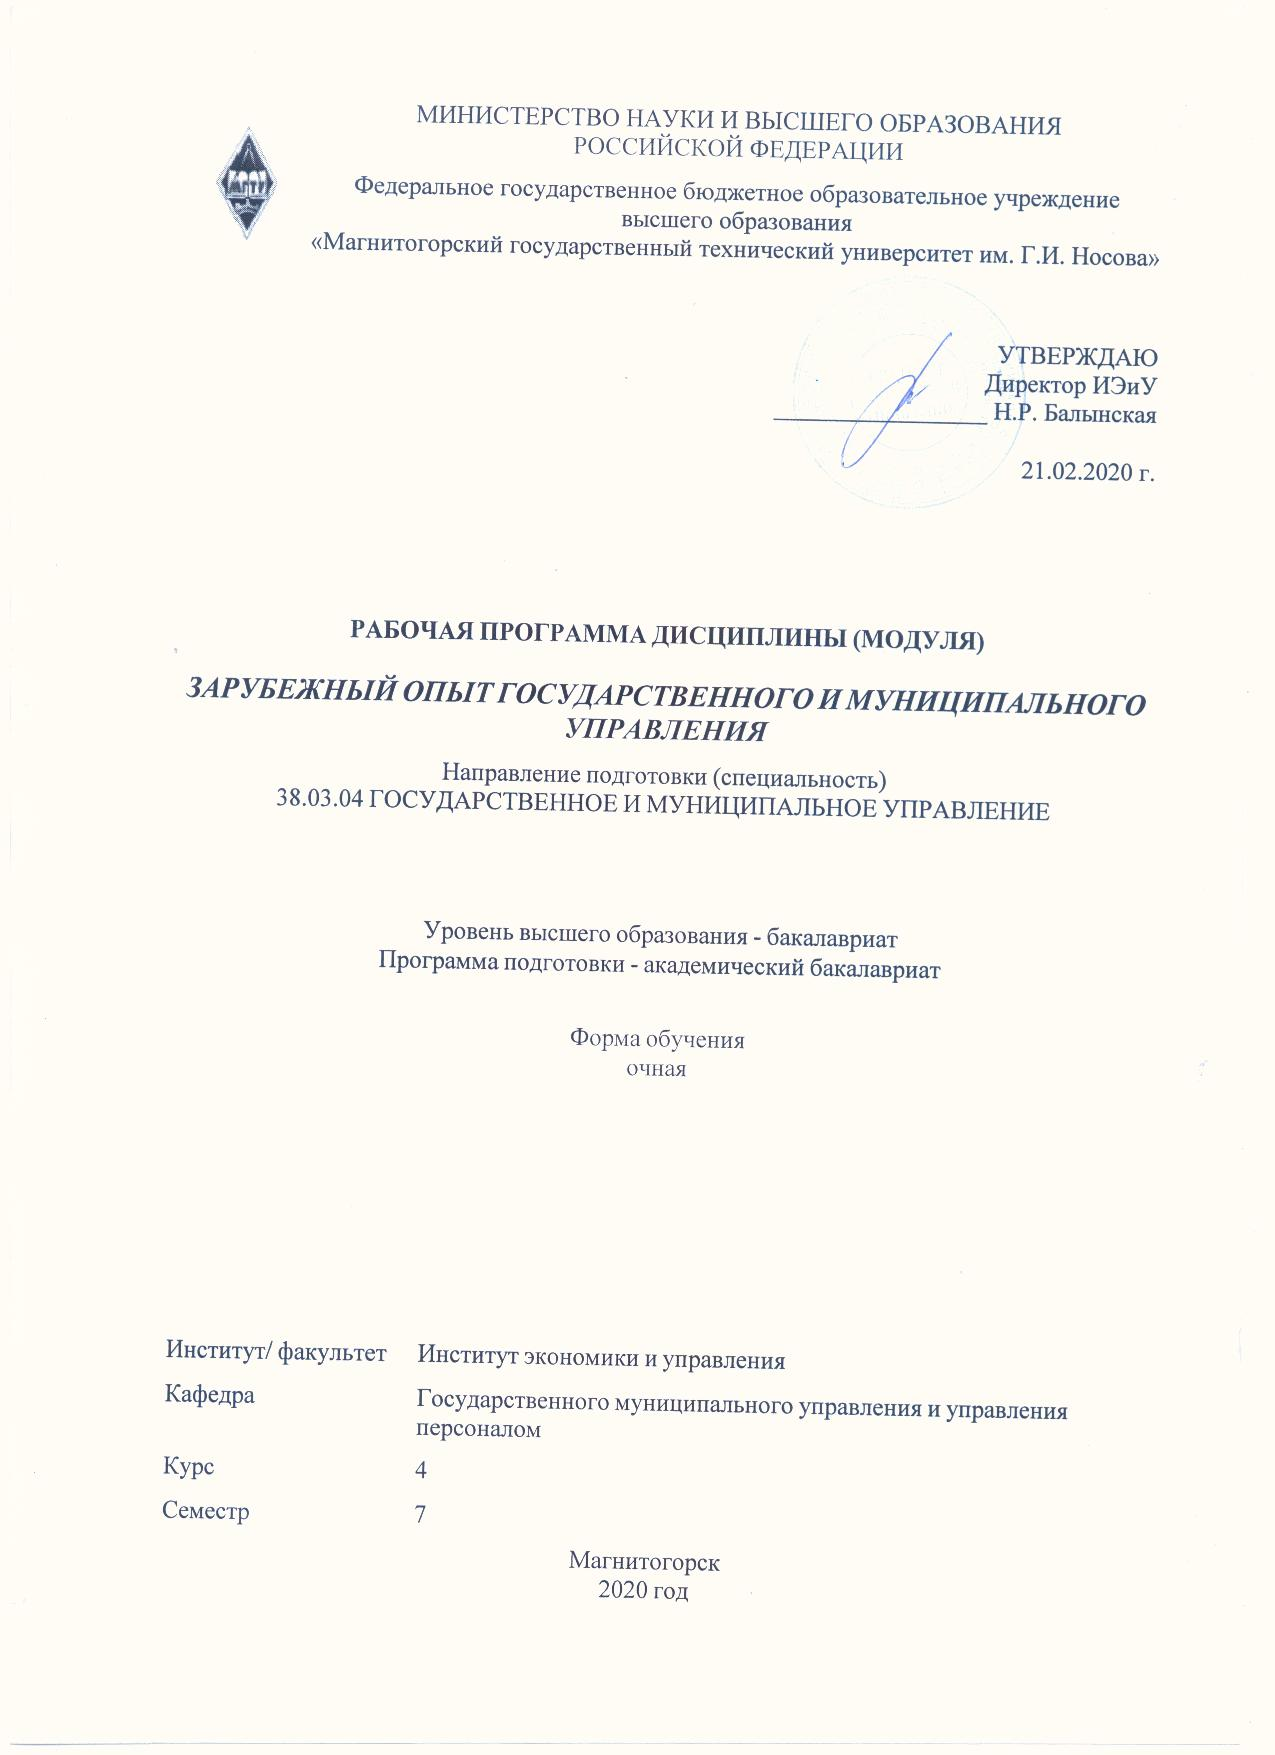 МИНИСТЕРСТВО НАУКИ И ВЫСШЕГО ОБРАЗОВАНИЯ
РОССИЙСКОЙ ФЕДЕРАЦИИ
МГТУ
Федеральное государственное бюджетное образовательное учреждение
высшего образования
«Магнитогорский государственный технический университет им. Г.И. Носова»
УТВЕРЖДАЮ
Директор ИЭиУ
Н.Р. Балынская
21.02.2020 г.
РАБОЧАЯ ПРОГРАММА ДИСЦИПЛИНЫ (МОДУЛЯ)
ЗАРУБЕЖНЫЙ ОПЫТ ГОСУДАРСТВЕННОГО И МУНИЦИПАЛЬНОГО
УПРАВЛЕНИЯ
Направление подготовки (специальность)
38.03.04 ГОСУДАРСТВЕННОЕ И МУНИЦИПАЛЬНОЕ УПРАВЛЕНИЕ
Уровень высшего образования - бакалавриат
Программа подготовки - академический бакалавриат
Форма обучения
очная
Институт/ факультет Институт экономики и управления
Кафедра Государственного муниципального управления и управления
персоналом
Курс 4
Семестр 7
Магнитогорск
2020 год